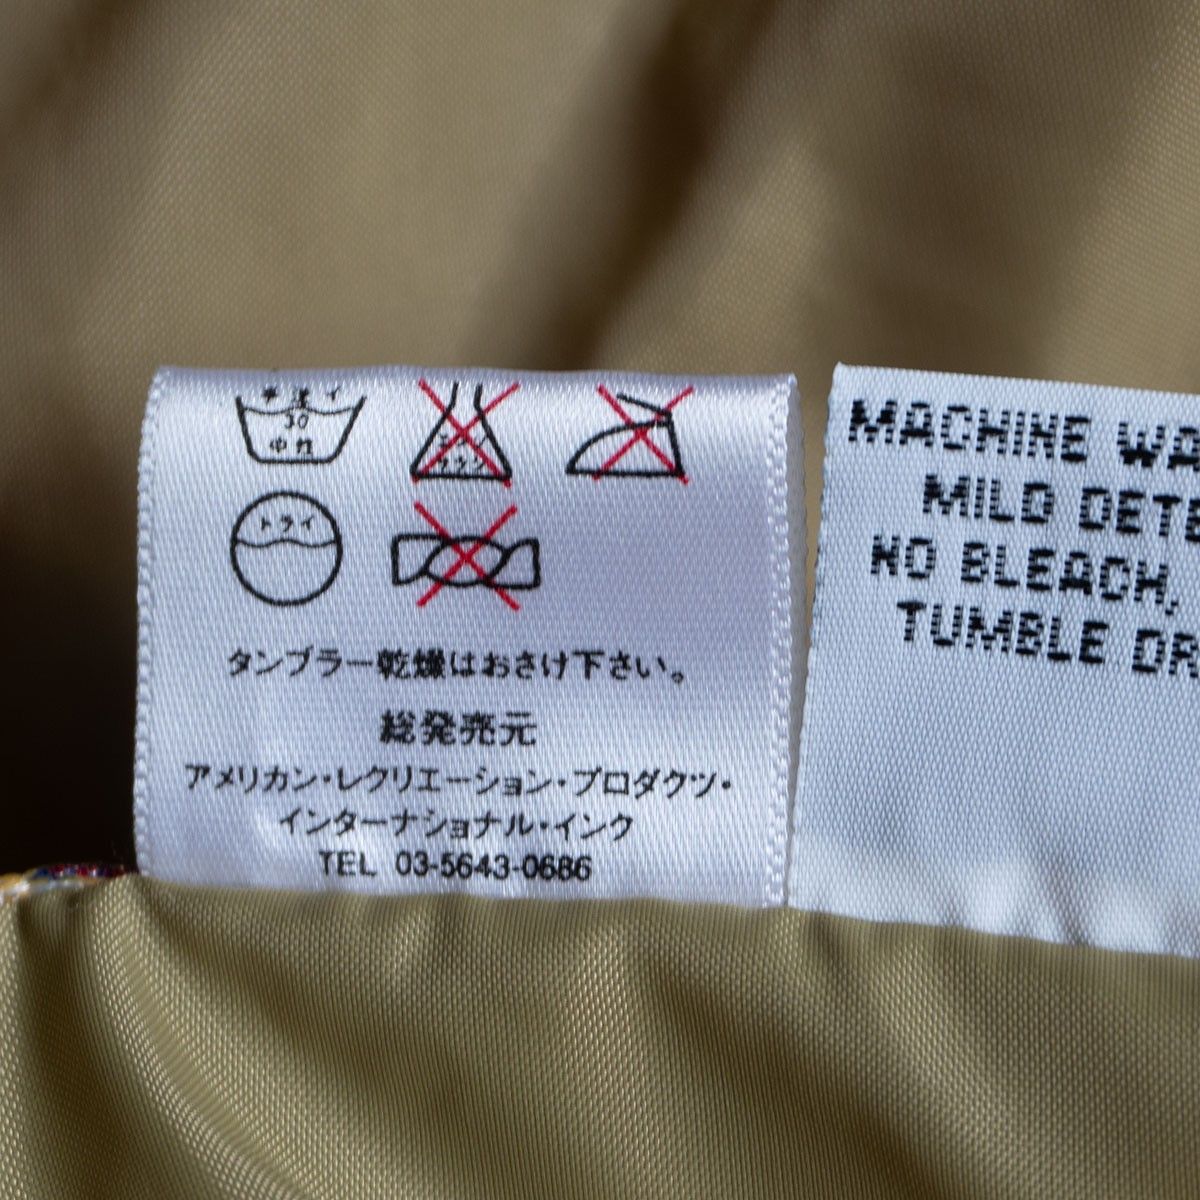 手洗イ
30
中性
エンソ
サラシ
ドライ
タンブラー乾燥はおさけ下さい。
総発売元
アメリカン・レクリエーション・プロダクツ・
インターナショナル・インク
TEL 03-5643-0686
MACHINE WA
MILD DETE
NO BLEACH,
TUMBLE DR